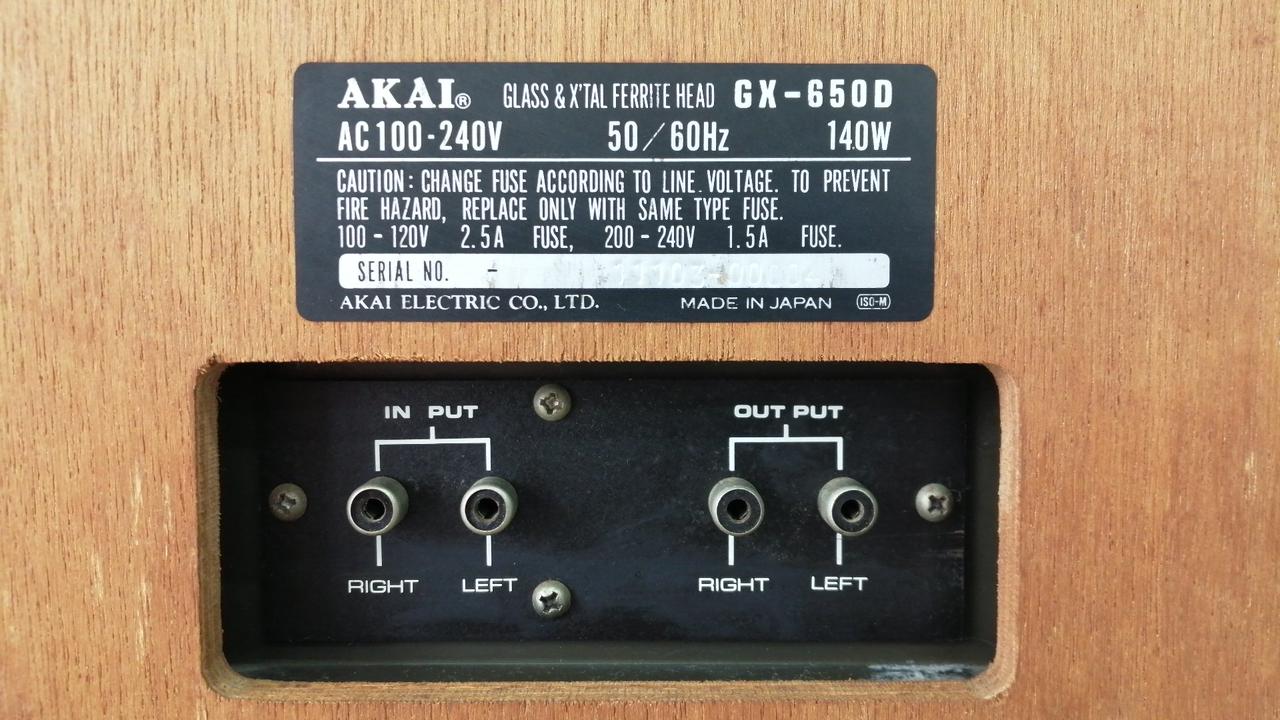 AKAI® GLASS & X'TAL FERRITE HEAD GX-650D
AC 100-240V 50/60Hz 140W
CAUTION: CHANGE FUSE ACCORDING TO LINE VOLTAGE. TO PREVENT
FIRE HAZARD, REPLACE ONLY WITH SAME TYPE FUSE.
100-120V 2.5A FUSE, 200-240V 1.5A FUSE.
SERIAL NO. -
AKAI ELECTRIC CO., LTD. MADE IN JAPAN ISO-M
IN PUT OUT PUT
RIGHT LEFT RIGHT LEFT